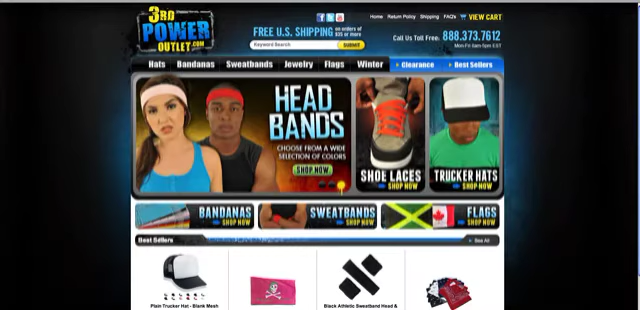 3RD POWER OUTLET.COM
Home Return Policy Shipping FAQ's VIEW CART
FREE U.S. SHIPPING on orders of $35 or more
Keyword Search SUBMIT
Call Us Toll Free: 888.373.7612
Mon-Fri 9am-5pm EST
Hats Bandanas Sweatbands Jewelry Flags Winter Clearance Best Sellers
HEAD BANDS
CHOOSE FROM A WIDE
SELECTION OF COLORS
SHOP NOW
SHOE LACES
SHOP NOW
TRUCKER HATS
SHOP NOW
BANDANAS
SHOP NOW
SWEATBANDS
SHOP NOW
FLAGS
SHOP NOW
Best Sellers
See All
Plain Trucker Hat - Blank Mesh
Black Athletic Sweatband Head &